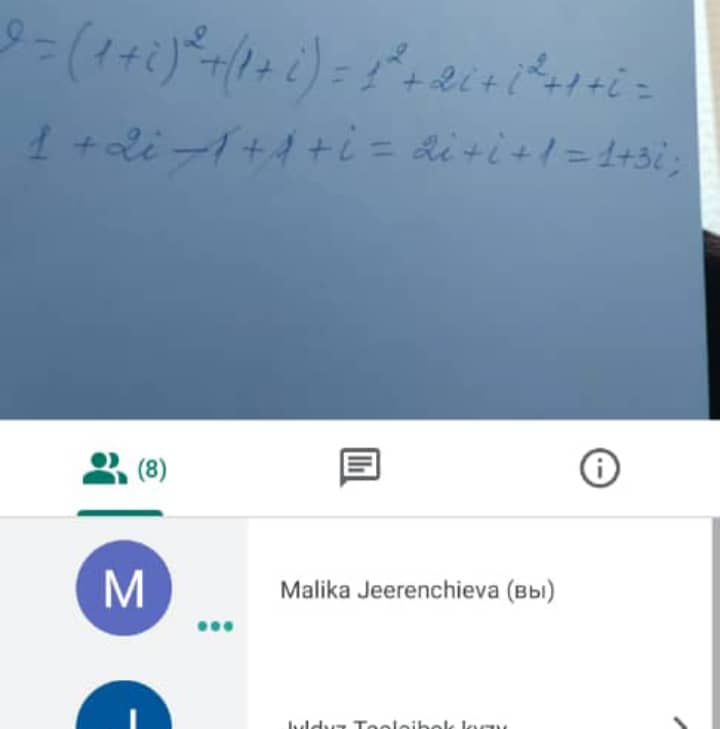 =(1+i)²+(1+i)=1²+2i+i²+1+i=
1+2i-1+1+i=2i+i+1=1+3i;
(8)
M
Malika Jeerenchieva (вы)
J